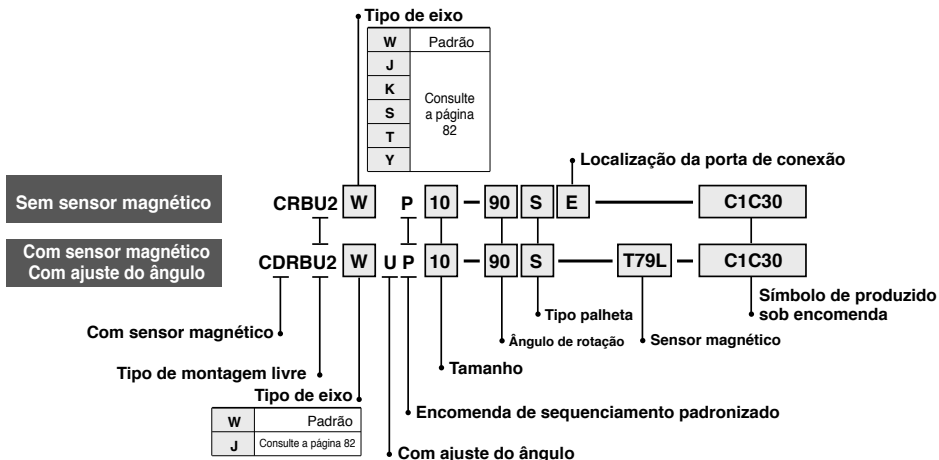 Tipo de eixo
W Padrão
J
K
S
T
Y
Consulte
a página
82
Localização da porta de conexão
Sem sensor magnético
CRBU2 W P 10 — 90 S E — C1C30
Com sensor magnético
Com ajuste do ângulo
CDRBU2 W U P 10 — 90 S — T79L — C1C30
Símbolo de produzido
sob encomenda
Tipo palheta
Com sensor magnético
Ângulo de rotação
Sensor magnético
Tipo de montagem livre
Tamanho
Tipo de eixo
W Padrão
J Consulte a página 82
Encomenda de sequenciamento padronizado
Com ajuste do ângulo